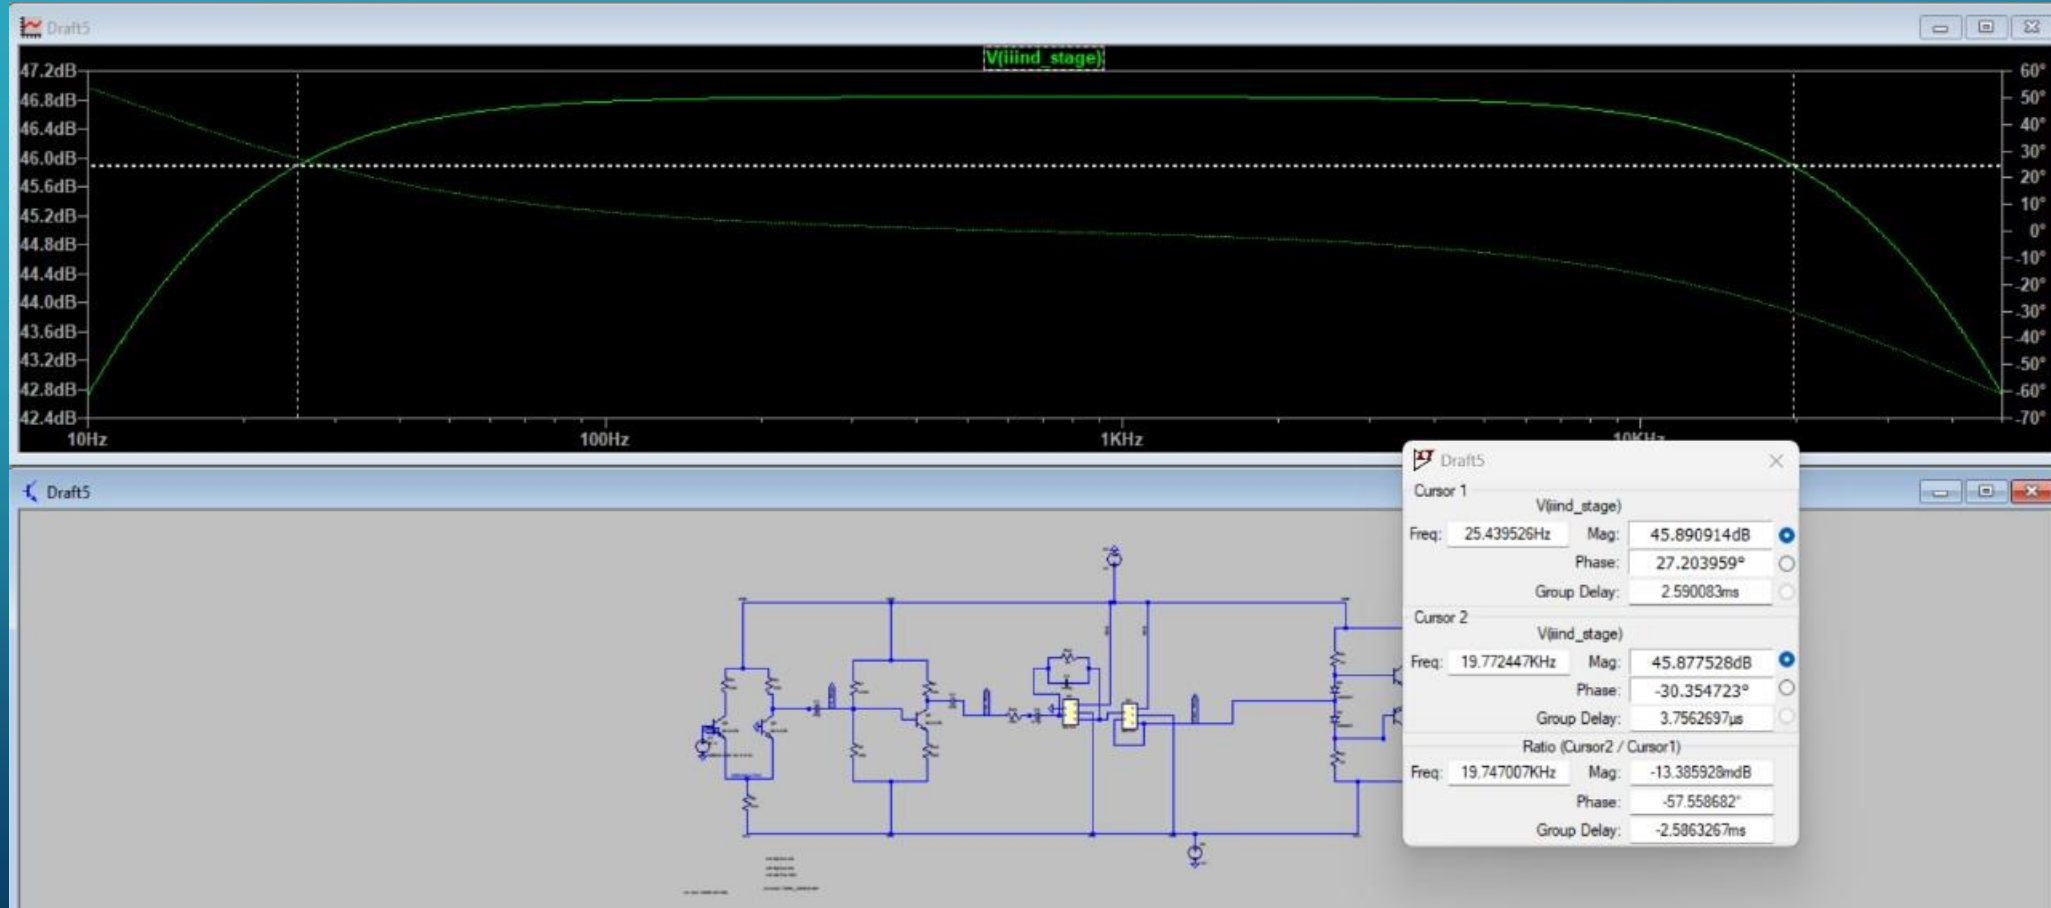 Draft5
V(iiind_stage)
47.2dB
46.8dB
46.4dB
46.0dB
45.6dB
45.2dB
44.8dB
44.4dB
44.0dB
43.6dB
43.2dB
42.8dB
42.4dB
60°
50°
40°
30°
20°
10°
0°
-10°
-20°
-30°
-40°
-50°
-60°
-70°
10Hz 100Hz 1KHz 10KHz
Draft5
Draft5
Cursor 1
V(iiind_stage)
Freq: 25.439526Hz Mag: 45.890914dB
Phase: 27.203959°
Group Delay: 2.590083ms
Cursor 2
V(iiind_stage)
Freq: 19.772447KHz Mag: 45.877528dB
Phase: -30.354723°
Group Delay: 3.7562697µs
Ratio (Cursor2 / Cursor1)
Freq: 19.747007KHz Mag: -13.385928mdB
Phase: -57.558682°
Group Delay: -2.5863267ms